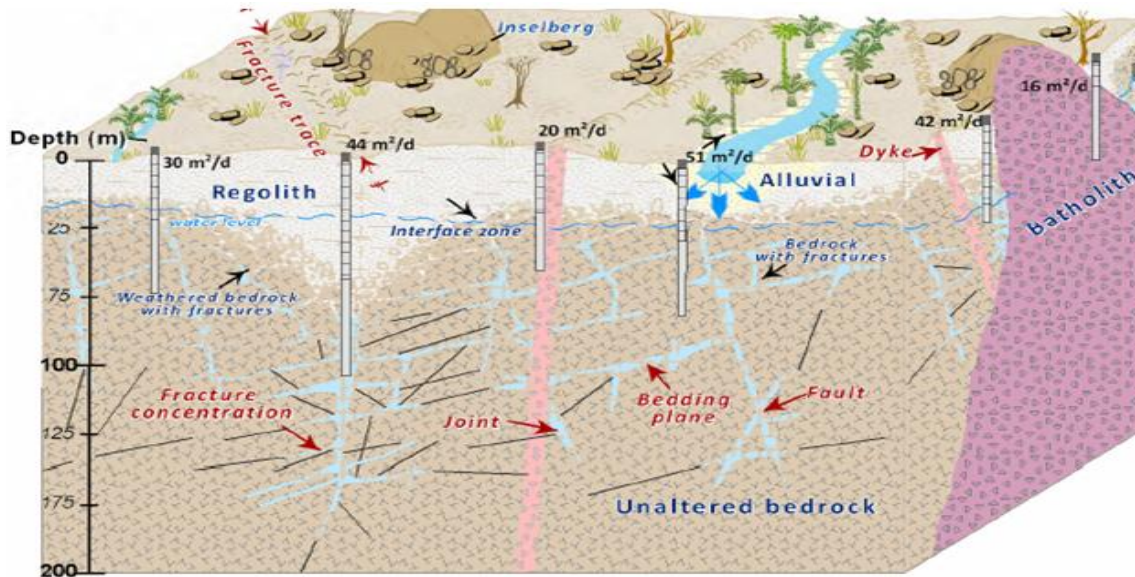 Inselberg
Fracture trace
Depth (m)
0
25
75
100
125
175
200
30 m²/d
44 m²/d
20 m²/d
51 m²/d
42 m²/d
16 m²/d
Regolith
Alluvial
Dyke
Batholith
water level
Interface zone
Bedrock
with fractures
Weathered bedrock
with fractures
Fracture
concentration
Joint
Bedding
plane
Fault
Unaltered bedrock